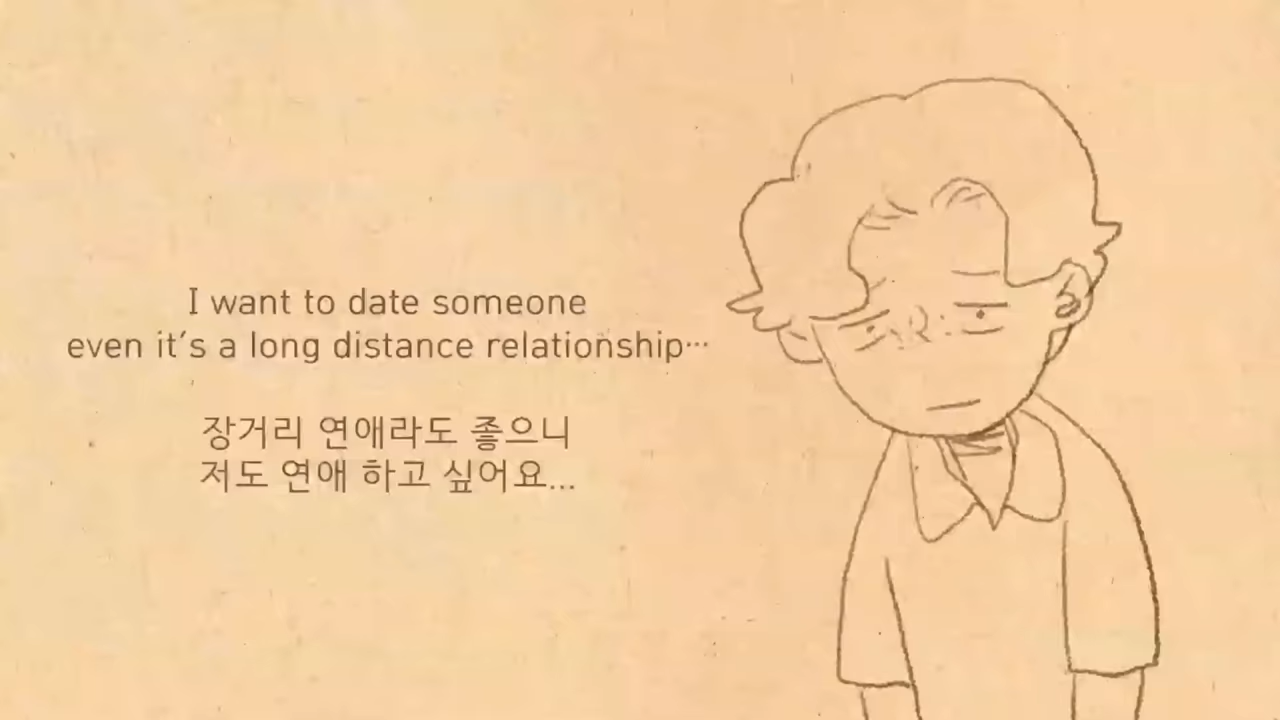 I want to date someone
even it's a long distance relationship…
장거리 연애라도 좋으니
저도 연애 하고 싶어요...